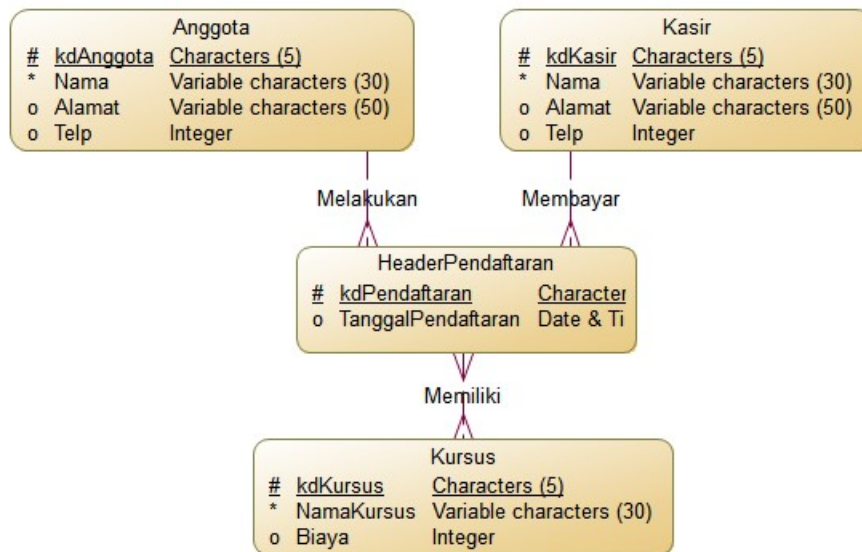 Anggota
# kdAnggota Characters (5)
* Nama Variable characters (30)
o Alamat Variable characters (50)
o Telp Integer
Kasir
# kdKasir Characters (5)
* Nama Variable characters (30)
o Alamat Variable characters (50)
o Telp Integer
Melakukan
Membayar
HeaderPendaftaran
# kdPendaftaran Character
o TanggalPendaftaran Date & Ti
Memiliki
Kursus
# kdKursus Characters (5)
* NamaKursus Variable characters (30)
o Biaya Integer